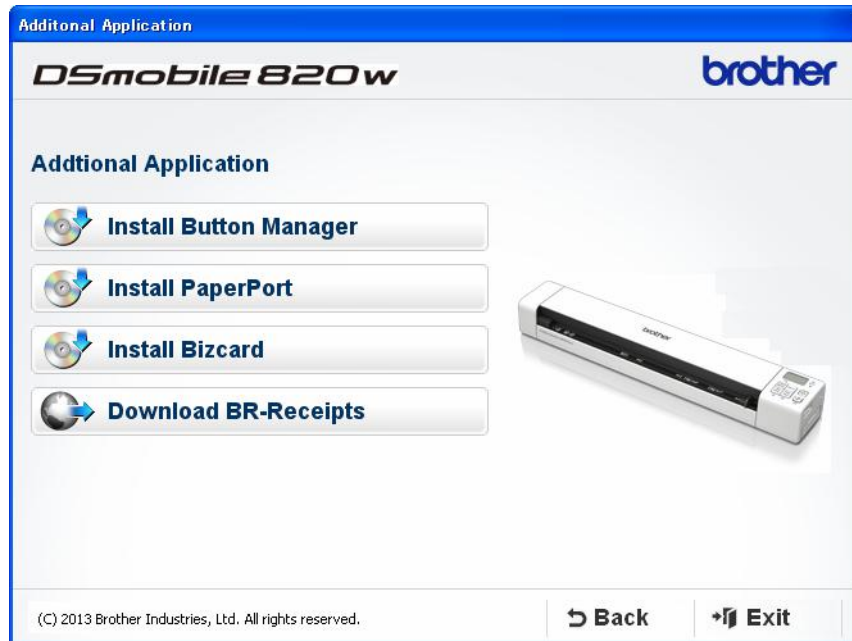 Additonal Application
DSmobile 820w
brother
Addtional Application
Install Button Manager
Install PaperPort
Install Bizcard
Download BR-Receipts
brother
(C) 2013 Brother Industries, Ltd. All rights reserved.
Back
Exit